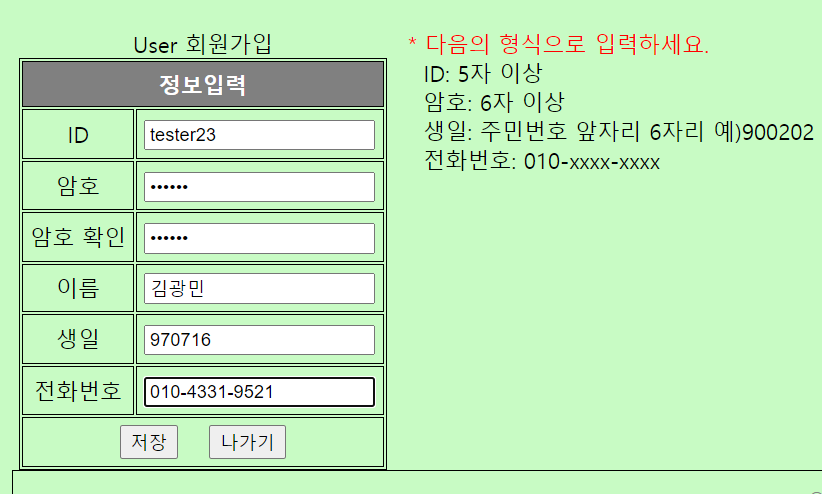 User 회원가입
정보입력
ID tester23
암호 ••••••
암호 확인 ••••••
이름 김광민
생일 970716
전화번호 010-4331-9521
저장 나가기
* 다음의 형식으로 입력하세요.
ID: 5자 이상
암호: 6자 이상
생일: 주민번호 앞자리 6자리 예)900202
전화번호: 010-xxxx-xxxx